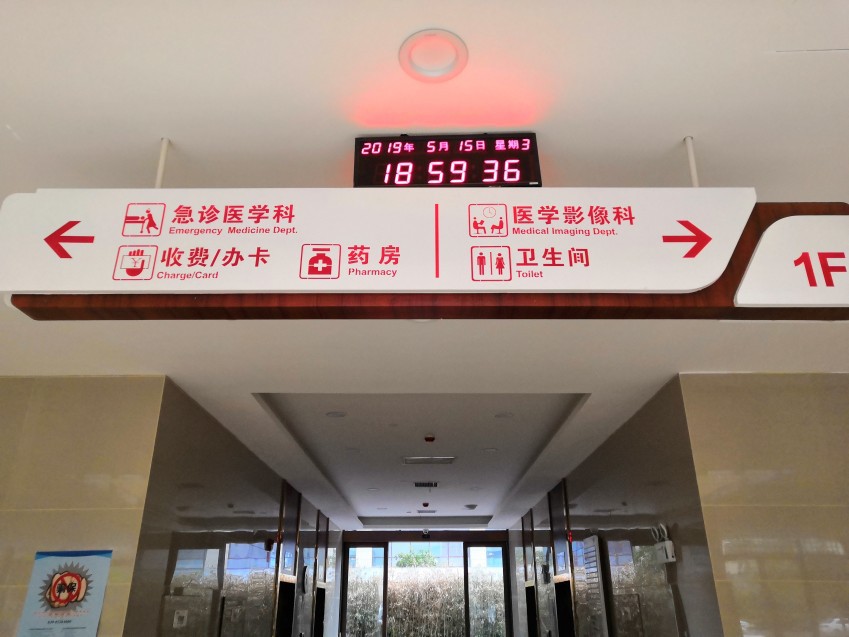 2019年 5月 15日 星期3
18 59 36
急诊医学科
Emergency Medicine Dept.
收费/办卡
Charge/Card
药房
Pharmacy
医学影像科
Medical Imaging Dept.
卫生间
Toilet
1F